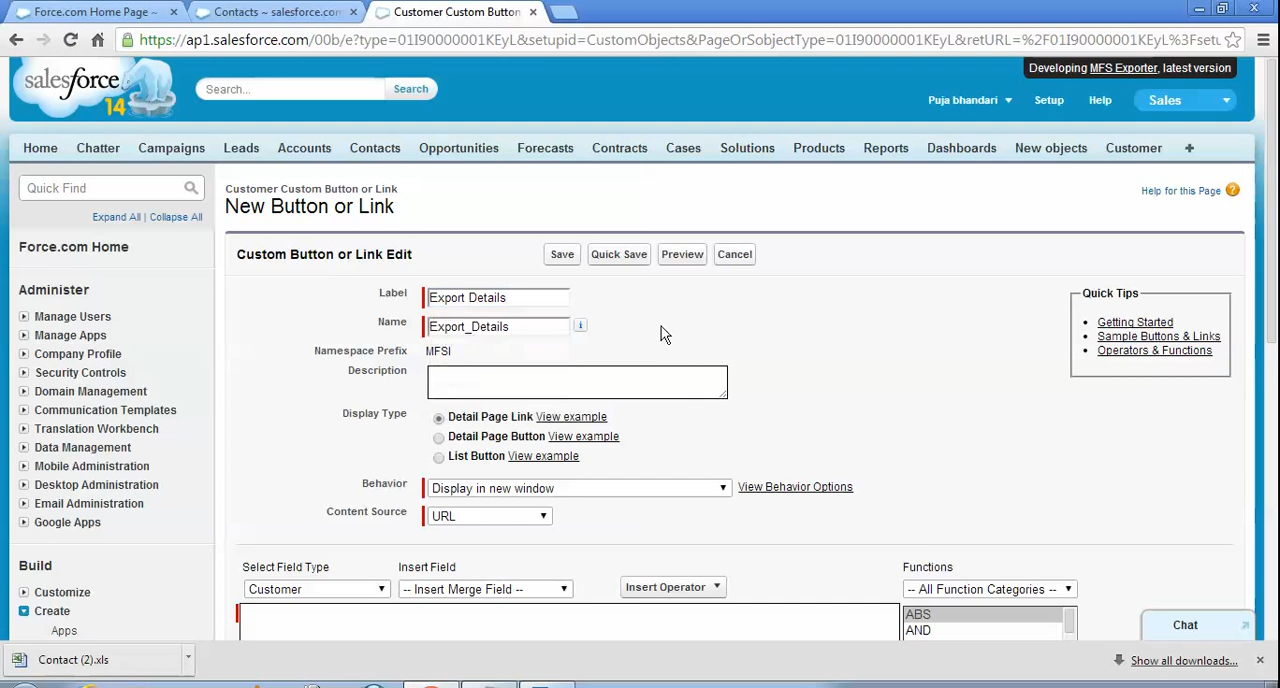 Force.com Home Page ~
Contacts ~ salesforce.com
Customer Custom Button
https://ap1.salesforce.com/00b/e?type=01I90000001KEyL&setupid=CustomObjects&PageOrSobjectType=01I90000001KEyL&retURL=%2F01I90000001KEyL%3Fsetu
salesforce
14
Search...
Search
Developing MFS Exporter, latest version
Puja bhandari
Setup
Help
Sales
Home
Chatter
Campaigns
Leads
Accounts
Contacts
Opportunities
Forecasts
Contracts
Cases
Solutions
Products
Reports
Dashboards
New objects
Customer
+
Quick Find
Expand All | Collapse All
Force.com Home
Administer
Manage Users
Manage Apps
Company Profile
Security Controls
Domain Management
Communication Templates
Translation Workbench
Data Management
Mobile Administration
Desktop Administration
Email Administration
Google Apps
Build
Customize
Create
Apps
Customer Custom Button or Link
New Button or Link
Help for this Page ?
Custom Button or Link Edit
Save
Quick Save
Preview
Cancel
Label
Export Details
Name
Export_Details
i
Namespace Prefix
MFSI
Description
Display Type
Detail Page Link View example
Detail Page Button View example
List Button View example
Behavior
Display in new window
View Behavior Options
Content Source
URL
Quick Tips
Getting Started
Sample Buttons & Links
Operators & Functions
Select Field Type
Insert Field
Functions
Customer
-- Insert Merge Field --
Insert Operator
-- All Function Categories --
ABS
AND
Chat
Contact (2).xls
Show all downloads...